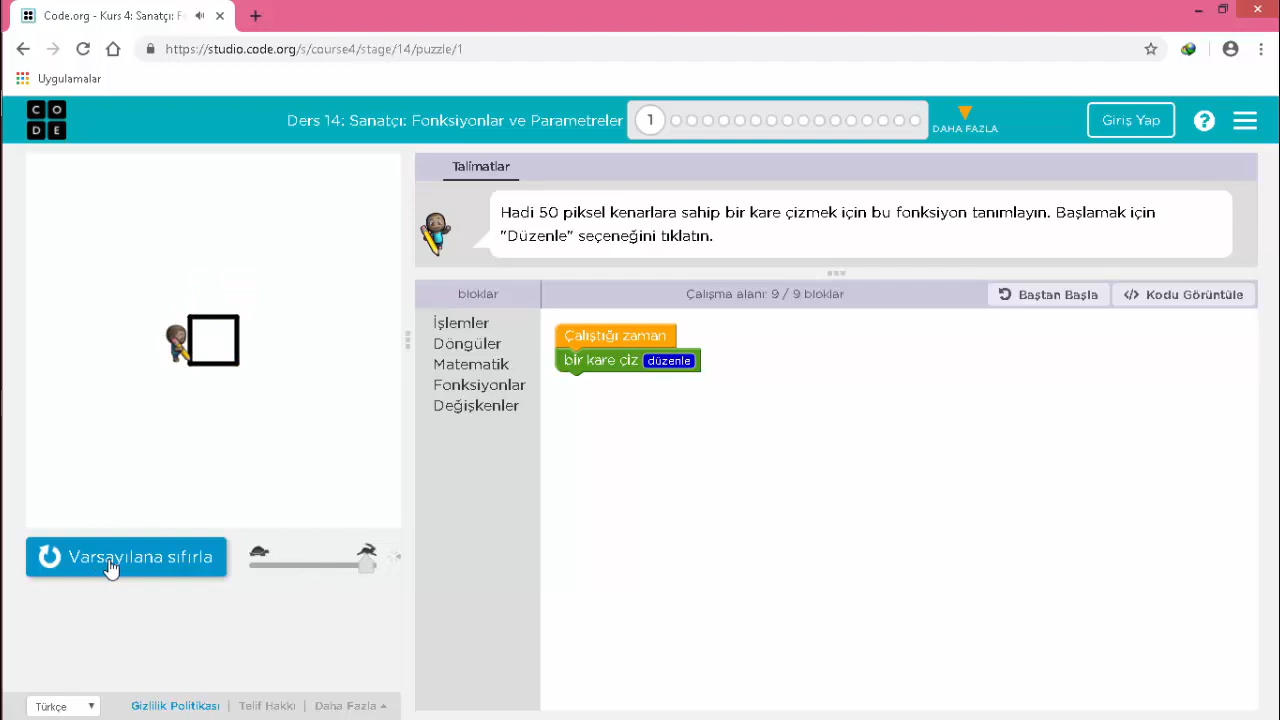 Code.org - Kurs 4: Sanatçı: F
https://studio.code.org/s/course4/stage/14/puzzle/1
Uygulamalar
C O
D E
Ders 14: Sanatçı: Fonksiyonlar ve Parametreler
1
DAHA FAZLA
Giriş Yap
?
Talimatlar
Hadi 50 piksel kenarlara sahip bir kare çizmek için bu fonksiyon tanımlayın. Başlamak için
"Düzenle" seçeneğini tıklatın.
bloklar
Çalışma alanı: 9 / 9 bloklar
Baştan Başla
</> Kodu Görüntüle
İşlemler
Döngüler
Matematik
Fonksiyonlar
Değişkenler
Çalıştığı zaman
bir kare çiz düzenle
Varsayılana sıfırla
Türkçe
Gizlilik Politikası | Telif Hakkı | Daha Fazla